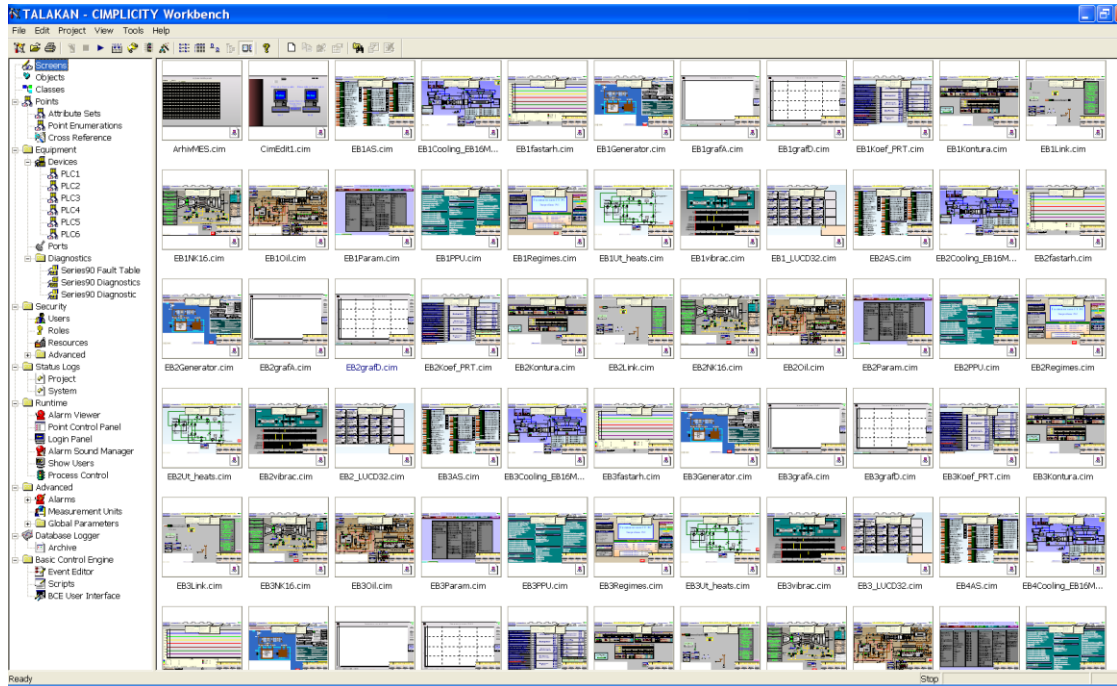 TALAKAN - CIMPLICITY Workbench
File Edit Project View Tools Help
Screens
Objects
Classes
Points
Attribute Sets
Point Enumerations
Cross Reference
Equipment
Devices
PLC1
PLC2
PLC3
PLC4
PLC5
PLC6
Ports
Diagnostics
Series90 Fault Table
Series90 Diagnostics
Series90 Diagnostic
Security
Users
Roles
Resources
Advanced
Status Logs
Project
System
Runtime
Alarm Viewer
Point Control Panel
Login Panel
Alarm Sound Manager
Show Users
Process Control
Advanced
Alarms
Measurement Units
Global Parameters
Database Logger
Archive
Basic Control Engine
Event Editor
Scripts
BCE User Interface
ArhivMES.cim CimEdit1.cim EB1AS.cim EB1Cooling_EB16M... EB1fastarh.cim EB1Generator.cim EB1grafA.cim EB1grafD.cim EB1Koef_PRT.cim EB1Kontura.cim EB1Link.cim
EB1NK16.cim EB1Oil.cim EB1Param.cim EB1PPU.cim EB1Regimes.cim EB1Ut_heats.cim EB1vibrac.cim EB1_LUCD32.cim EB2AS.cim EB2Cooling_EB16M... EB2fastarh.cim
EB2Generator.cim EB2grafA.cim EB2grafD.cim EB2Koef_PRT.cim EB2Kontura.cim EB2Link.cim EB2NK16.cim EB2Oil.cim EB2Param.cim EB2PPU.cim EB2Regimes.cim
EB2Ut_heats.cim EB2vibrac.cim EB2_LUCD32.cim EB3AS.cim EB3Cooling_EB16M... EB3fastarh.cim EB3Generator.cim EB3grafA.cim EB3grafD.cim EB3Koef_PRT.cim EB3Kontura.cim
EB3Link.cim EB3NK16.cim EB3Oil.cim EB3Param.cim EB3PPU.cim EB3Regimes.cim EB3Ut_heats.cim EB3vibrac.cim EB3_LUCD32.cim EB4AS.cim EB4Cooling_EB16M...
Ready
Stop